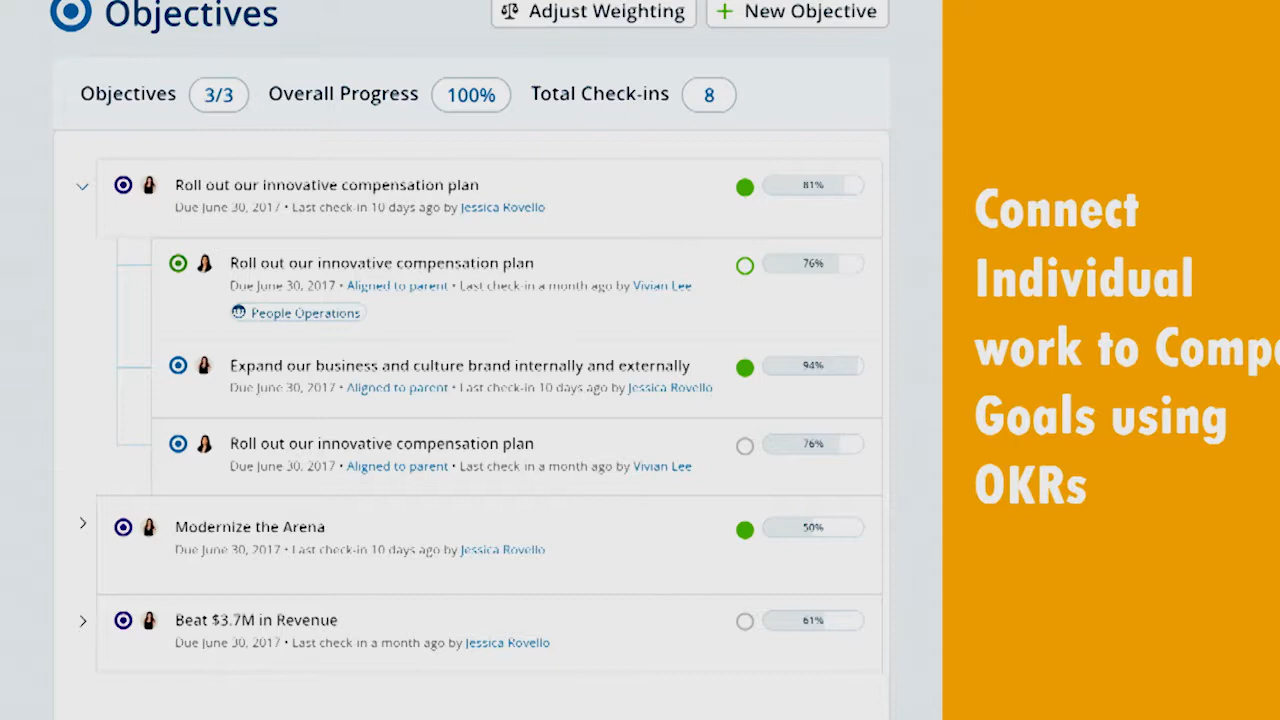 Objectives
Adjust Weighting
+ New Objective
Objectives 3/3 Overall Progress 100% Total Check-ins 8
Roll out our innovative compensation plan 81%
Due June 30, 2017 • Last check-in 10 days ago by Jessica Rovello
Roll out our innovative compensation plan 76%
Due June 30, 2017 • Aligned to parent • Last check-in a month ago by Vivian Lee
People Operations
Expand our business and culture brand internally and externally 94%
Due June 30, 2017 • Aligned to parent • Last check-in 10 days ago by Jessica Rovello
Roll out our innovative compensation plan 76%
Due June 30, 2017 • Aligned to parent • Last check in a month ago by Vivian Lee
Modernize the Arena 50%
Due June 30, 2017 • Last check-in 10 days ago by Jessica Rovello
Beat $3.7M in Revenue 61%
Due June 30, 2017 • Last check in a month ago by Jessica Rovello
Connect
Individual
work to Comp
Goals using
OKRs